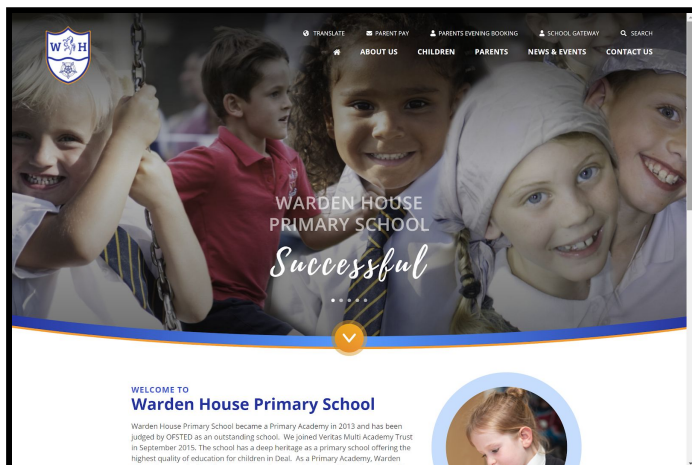 TRANSLATE PARENT PAY PARENTS EVENING BOOKING SCHOOL GATEWAY SEARCH
W H
ABOUT US CHILDREN PARENTS NEWS & EVENTS CONTACT US
WARDEN HOUSE
PRIMARY SCHOOL
Successful
WELCOME TO
Warden House Primary School
Warden House Primary School became a Primary Academy in 2013 and has been
judged by OFSTED as an outstanding school. We joined Veritas Multi Academy Trust
in September 2015. The school has a deep heritage as a primary school offering the
highest quality of education for children in Deal. As a Primary Academy, Warden